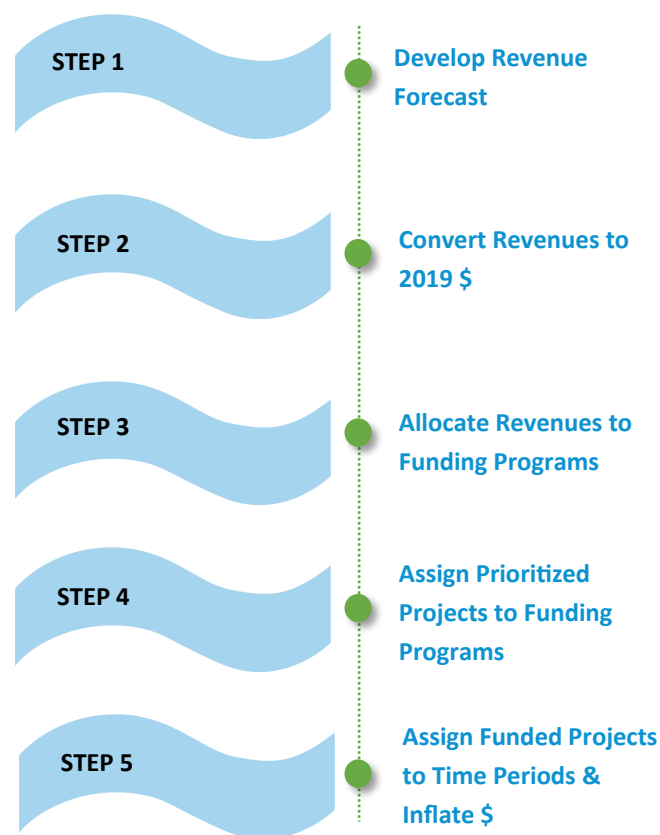 STEP 1
Develop Revenue
Forecast
STEP 2
Convert Revenues to
2019 $
STEP 3
Allocate Revenues to
Funding Programs
STEP 4
Assign Prioritized
Projects to Funding
Programs
STEP 5
Assign Funded Projects
to Time Periods &
Inflate $